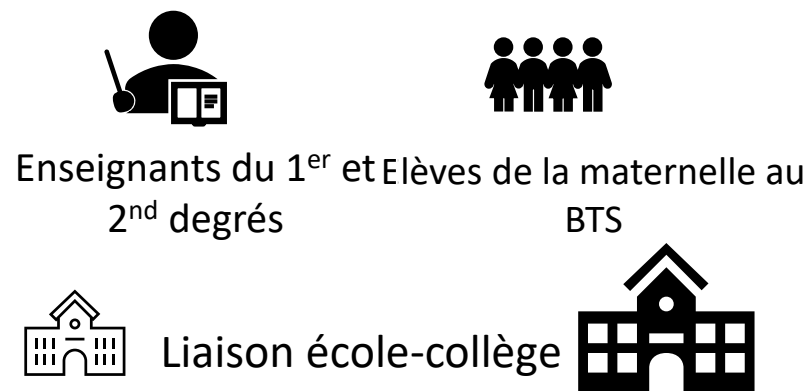 Enseignants du 1er et
2nd degrés
Elèves de la maternelle au
BTS
Liaison école-collège